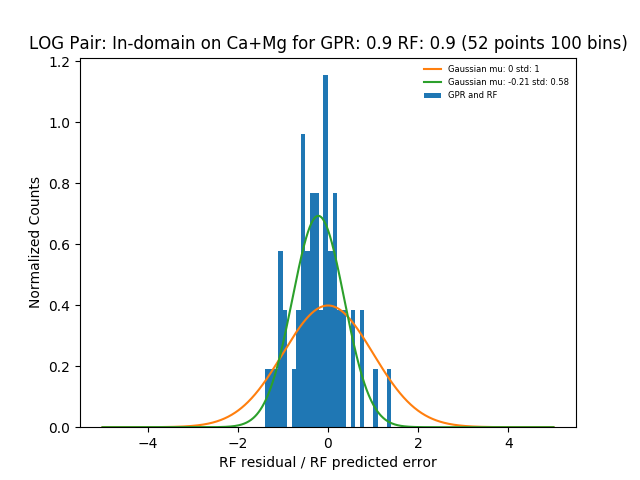 LOG Pair: In-domain on Ca+Mg for GPR: 0.9 RF: 0.9 (52 points 100 bins)
Gaussian mu: 0 std: 1
Gaussian mu: -0.21 std: 0.58
GPR and RF
Normalized Counts
1.2
1.0
0.8
0.6
0.4
0.2
0.0
−4 −2 0 2 4
RF residual / RF predicted error